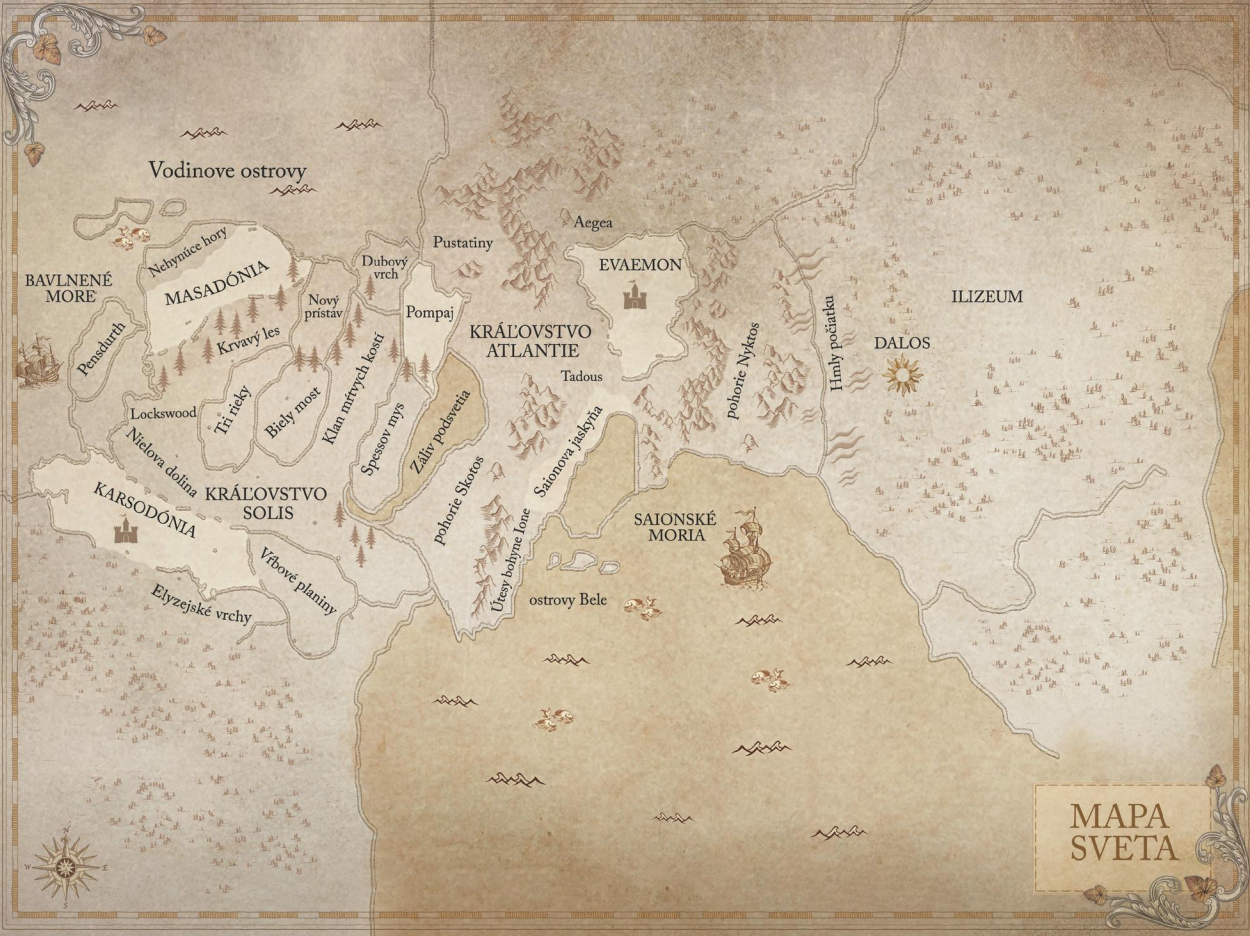 Vodinove ostrovy
Aegea
Pustatiny
Nehynúce hory
Dubový
vrch
EVAEMON
BAVLNENÉ
MORE
MASADÓNIA
ILIZEUM
Nový
prístáv
Pompaj
KRÁĽOVSTVO
ATLANTIE
Krvavý les
Pensdurth
Hmly počiatku
DALOS
pohorie Nyktos
Tadous
Klan mŕtvych kostí
Lockswood
Tri rieky
Biely most
Spessov mys
Záliv podsvetia
Saionova jaskyňa
Nielova dolina
KRÁĽOVSTVO
SOLIS
pohorie Skotos
KARSODÓNIA
SAIONSKÉ
MORIA
Útesy bohyne Ione
Vŕbové planiny
Elyzejské vrchy
ostrovy Bele
MAPA
SVETA
N
W
E
S